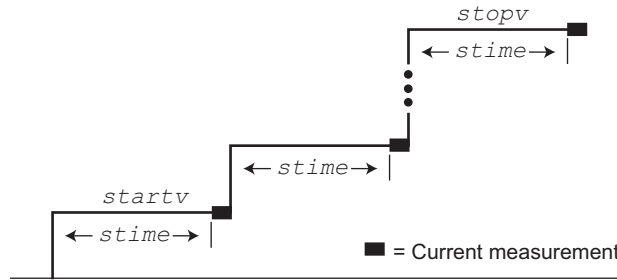 stopv
stime
stime
startv
stime
= Current measurement